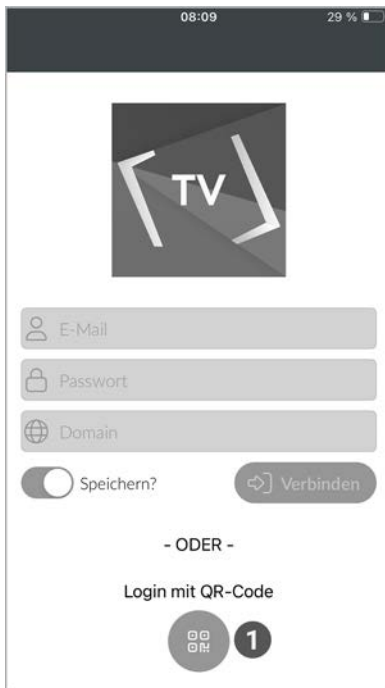 08:09 29 %
TV
E-Mail
Passwort
Domain
Speichern? Verbinden
- ODER -
Login mit QR-Code
1